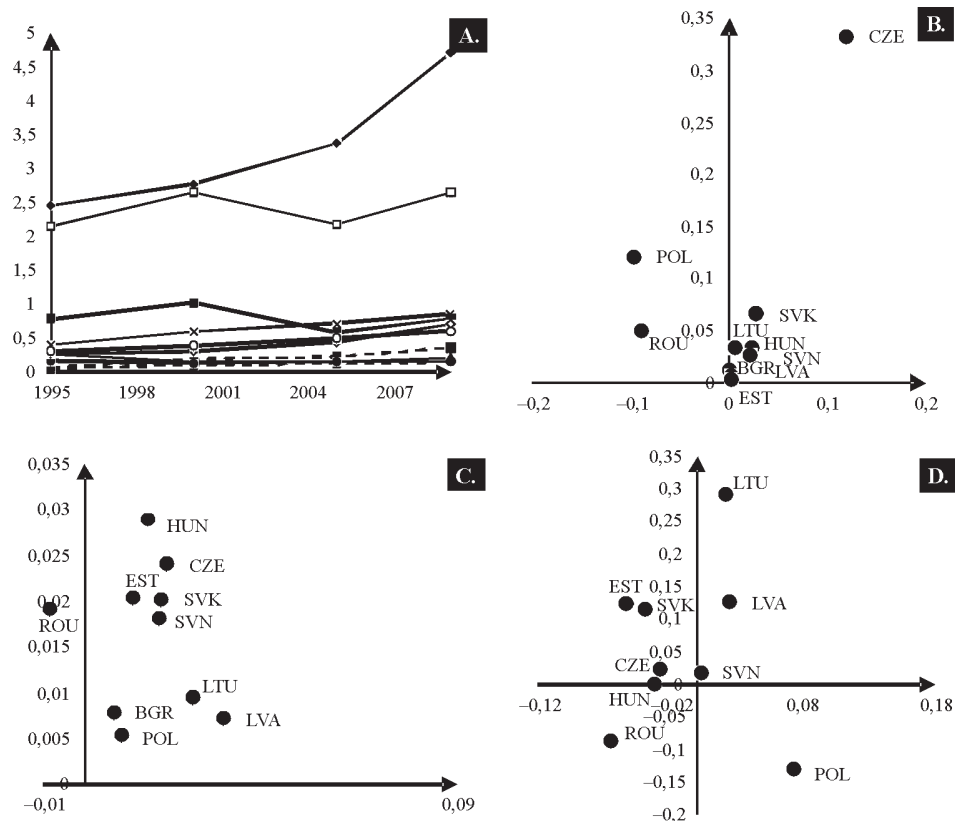 A.
5
4,5
4
3,5
3
2,5
2
1,5
1
0,5
0
1995 1998 2001 2004 2007
B.
0,35
0,3
0,25
0,2
0,15
0,1
0,05
0
−0,2 −0,1 0 0,1 0,2
CZE
POL
SVK
ROU
LTU
HUN
SVN
BGR
LVA
EST
C.
0,035
0,03
0,025
0,02
0,015
0,01
0,005
0
−0,01 0,09
HUN
CZE
EST
SVK
ROU
SVN
LTU
BGR
LVA
POL
D.
0,35
0,3
0,25
0,2
0,15
0,1
0,05
0
−0,05
−0,1
−0,15
−0,2
−0,12 −0,02 0,08 0,18
LTU
EST
SVK
LVA
CZE
SVN
HUN
ROU
POL